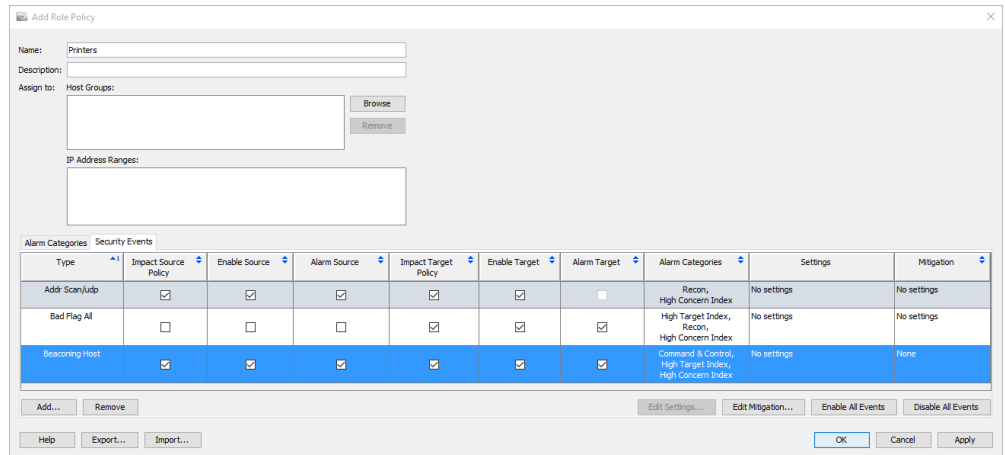 Add Role Policy
Name: Printers
Description:
Assign to: Host Groups:
Browse
Remove
IP Address Ranges:
Alarm Categories Security Events
Type 1 Impact Source Policy Enable Source Alarm Source Impact Target Policy Enable Target Alarm Target Alarm Categories Settings Mitigation
Addr Scan/udp Recon, High Concern Index No settings No settings
Bad Flag All High Target Index, Recon, High Concern Index No settings No settings
Beaconing Host Command & Control, High Target Index, High Concern Index No settings None
Add... Remove Edit Settings... Edit Mitigation... Enable All Events Disable All Events
Help Export... Import... OK Cancel Apply